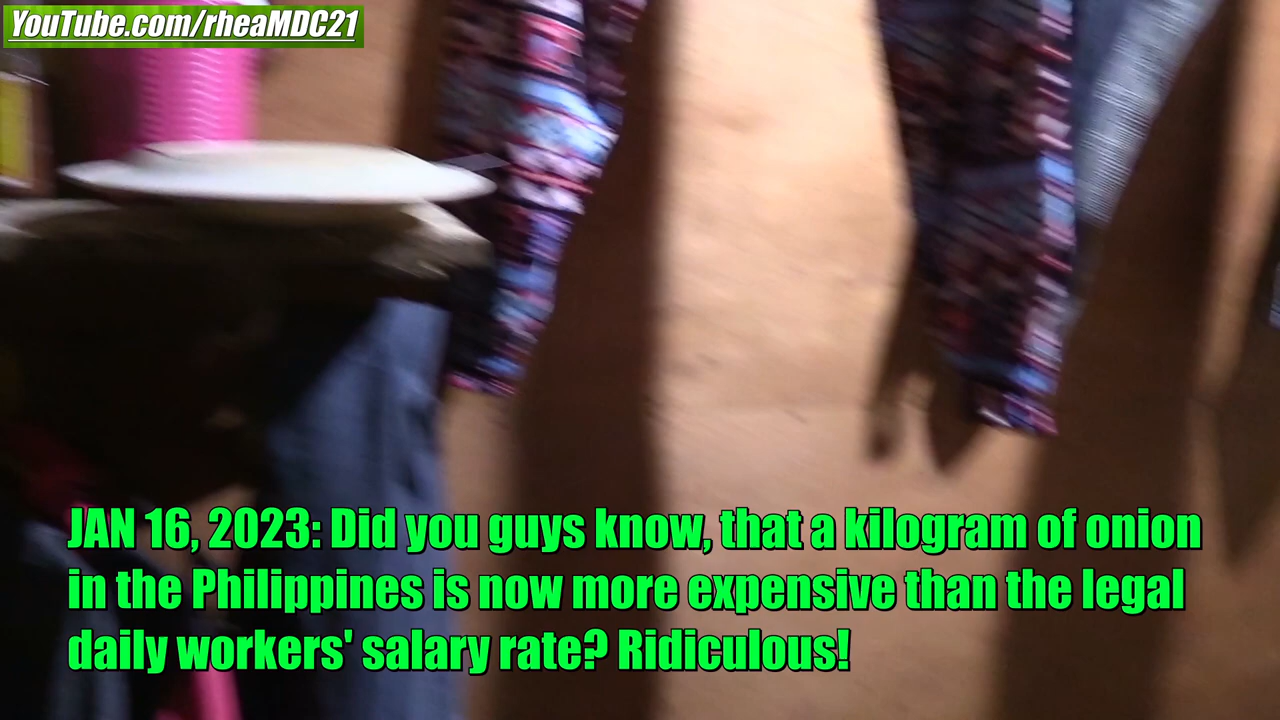 YouTube.com/rheaMDC21
JAN 16, 2023: Did you guys know, that a kilogram of onion
in the Philippines is now more expensive than the legal
daily workers' salary rate? Ridiculous!